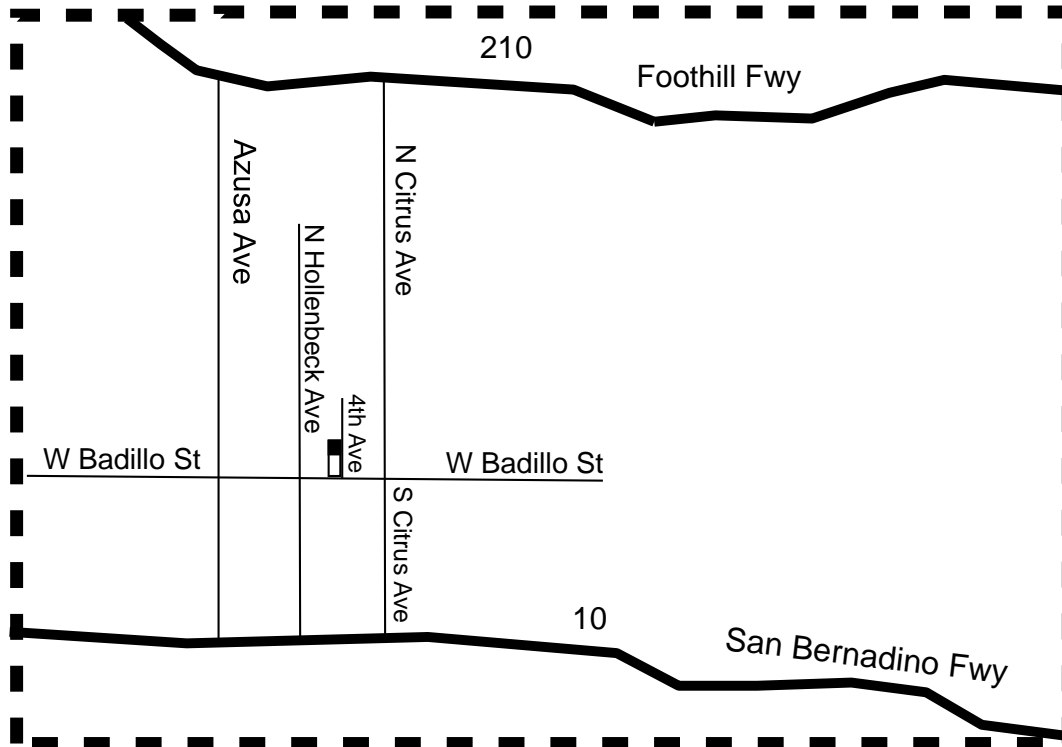 210
Foothill Fwy
Azusa Ave
N Citrus Ave
N Hollenbeck Ave
4th Ave
W Badillo St
W Badillo St
S Citrus Ave
10
San Bernadino Fwy